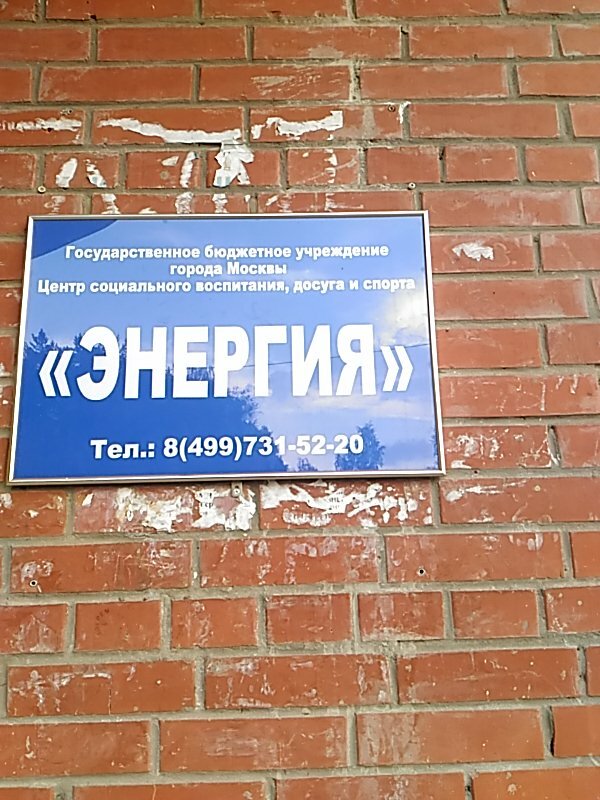 Государственное бюджетное учреждение
города Москвы
Центр социального воспитания, досуга и спорта
«ЭНЕРГИЯ»
Тел.: 8(499)731-52-20